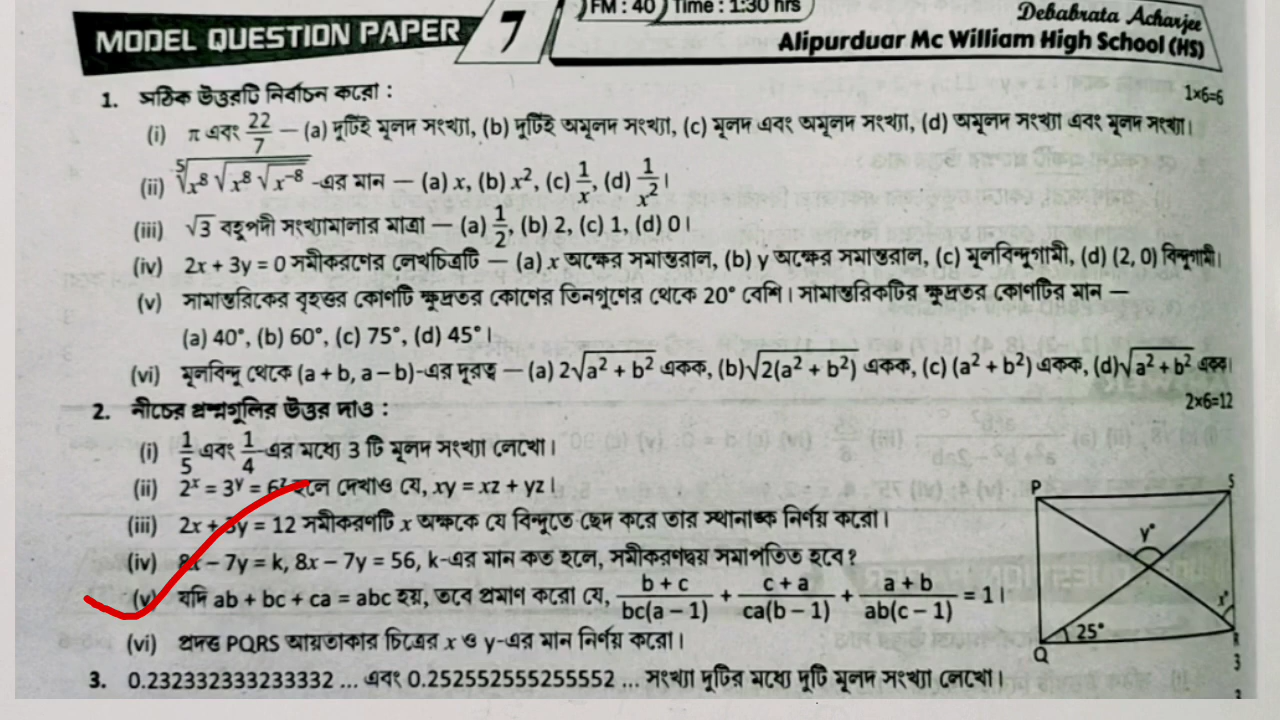 MODEL QUESTION PAPER 7
FM : 40 Time : 1:30 hrs
Debabrata Acharjee
Alipurduar Mc William High School (HS)
1. সঠিক উত্তরটি নির্বাচন করো : 1×6=6
(i) π এবং 22/7 — (a) দুটিই মূলদ সংখ্যা, (b) দুটিই অমূলদ সংখ্যা, (c) মূলদ এবং অমূলদ সংখ্যা, (d) অমূলদ সংখ্যা এবং মূলদ সংখ্যা।
(ii) ⁵√(x⁸√(x⁸√(x⁻⁸))) -এর মান — (a) x, (b) x², (c) 1/x, (d) 1/x²।
(iii) √3 বহুপদী সংখ্যামালার মাত্রা — (a) 1/2, (b) 2, (c) 1, (d) 0।
(iv) 2x + 3y = 0 সমীকরণের লেখচিত্রটি — (a) x অক্ষের সমান্তরাল, (b) y অক্ষের সমান্তরাল, (c) মূলবিন্দুগামী, (d) (2, 0) বিন্দুগামী।
(v) সামান্তরিকের বৃহত্তর কোণটি ক্ষুদ্রতর কোণের তিনগুণের থেকে 20° বেশি। সামান্তরিকটির ক্ষুদ্রতর কোণটির মান —
(a) 40°, (b) 60°, (c) 75°, (d) 45°।
(vi) মূলবিন্দু থেকে (a + b, a – b)-এর দূরত্ব — (a) 2√(a² + b²) একক, (b) √(2(a² + b²)) একক, (c) (a² + b²) একক, (d) √(a² + b²) একক।
2. নীচের প্রশ্নগুলির উত্তর দাও : 2×6=12
(i) 1/5 এবং 1/4-এর মধ্যে 3 টি মূলদ সংখ্যা লেখো।
(ii) 2ˣ = 3ʸ = 6ᶻ হলে দেখাও যে, xy = xz + yz।
(iii) 2x + 3y = 12 সমীকরণটি x অক্ষকে যে বিন্দুতে ছেদ করে তার স্থানাঙ্ক নির্ণয় করো।
(iv) 8x – 7y = k, 8x – 7y = 56, k-এর মান কত হলে, সমীকরণদ্বয় সমাপতিত হবে?
(v) যদি ab + bc + ca = abc হয়, তবে প্রমাণ করো যে, (b + c)/(bc(a – 1)) + (c + a)/(ca(b – 1)) + (a + b)/(ab(c – 1)) = 1।
(vi) প্রদত্ত PQRS আয়তাকার চিত্রের x ও y-এর মান নির্ণয় করো।
P S
y°
x°
25°
Q R
3
3. 0.232332333233332 ... এবং 0.252552555255552 ... সংখ্যা দুটির মধ্যে দুটি মূলদ সংখ্যা লেখো।